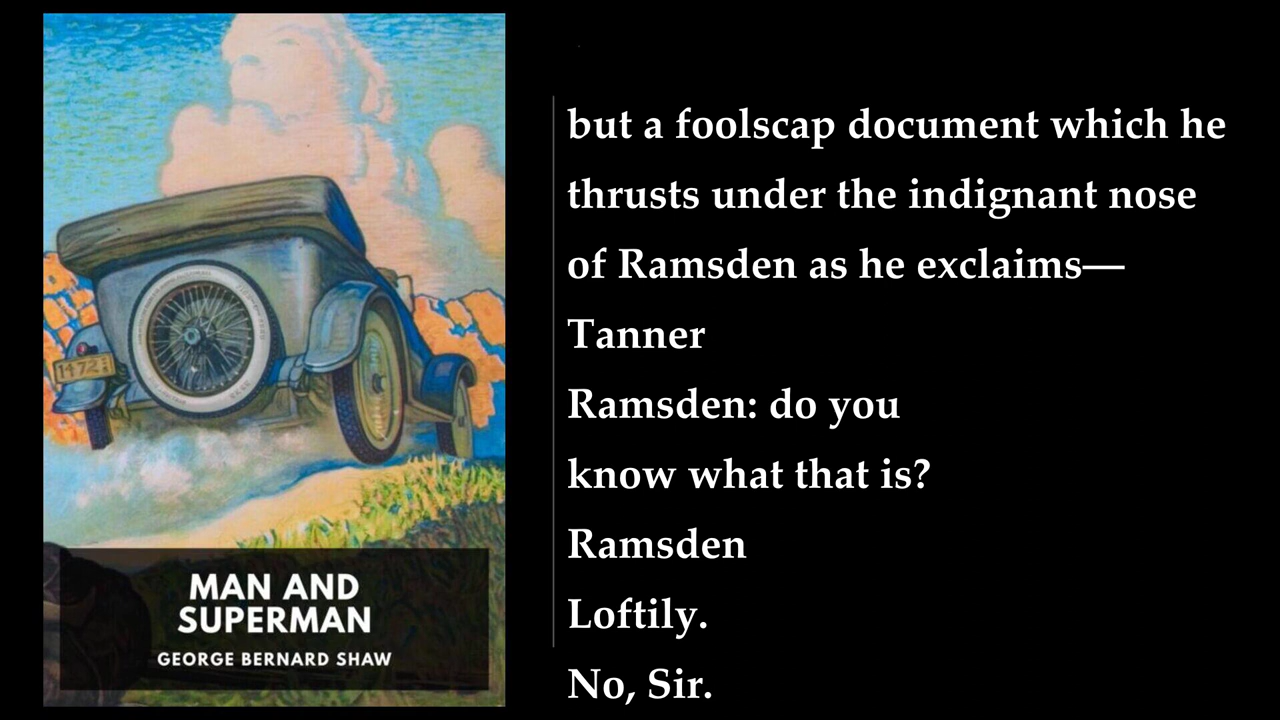 but a foolscap document which he
thrusts under the indignant nose
of Ramsden as he exclaims—
Tanner
Ramsden: do you
know what that is?
Ramsden
Loftily.
No, Sir.
1472
MAN AND
SUPERMAN
GEORGE BERNARD SHAW